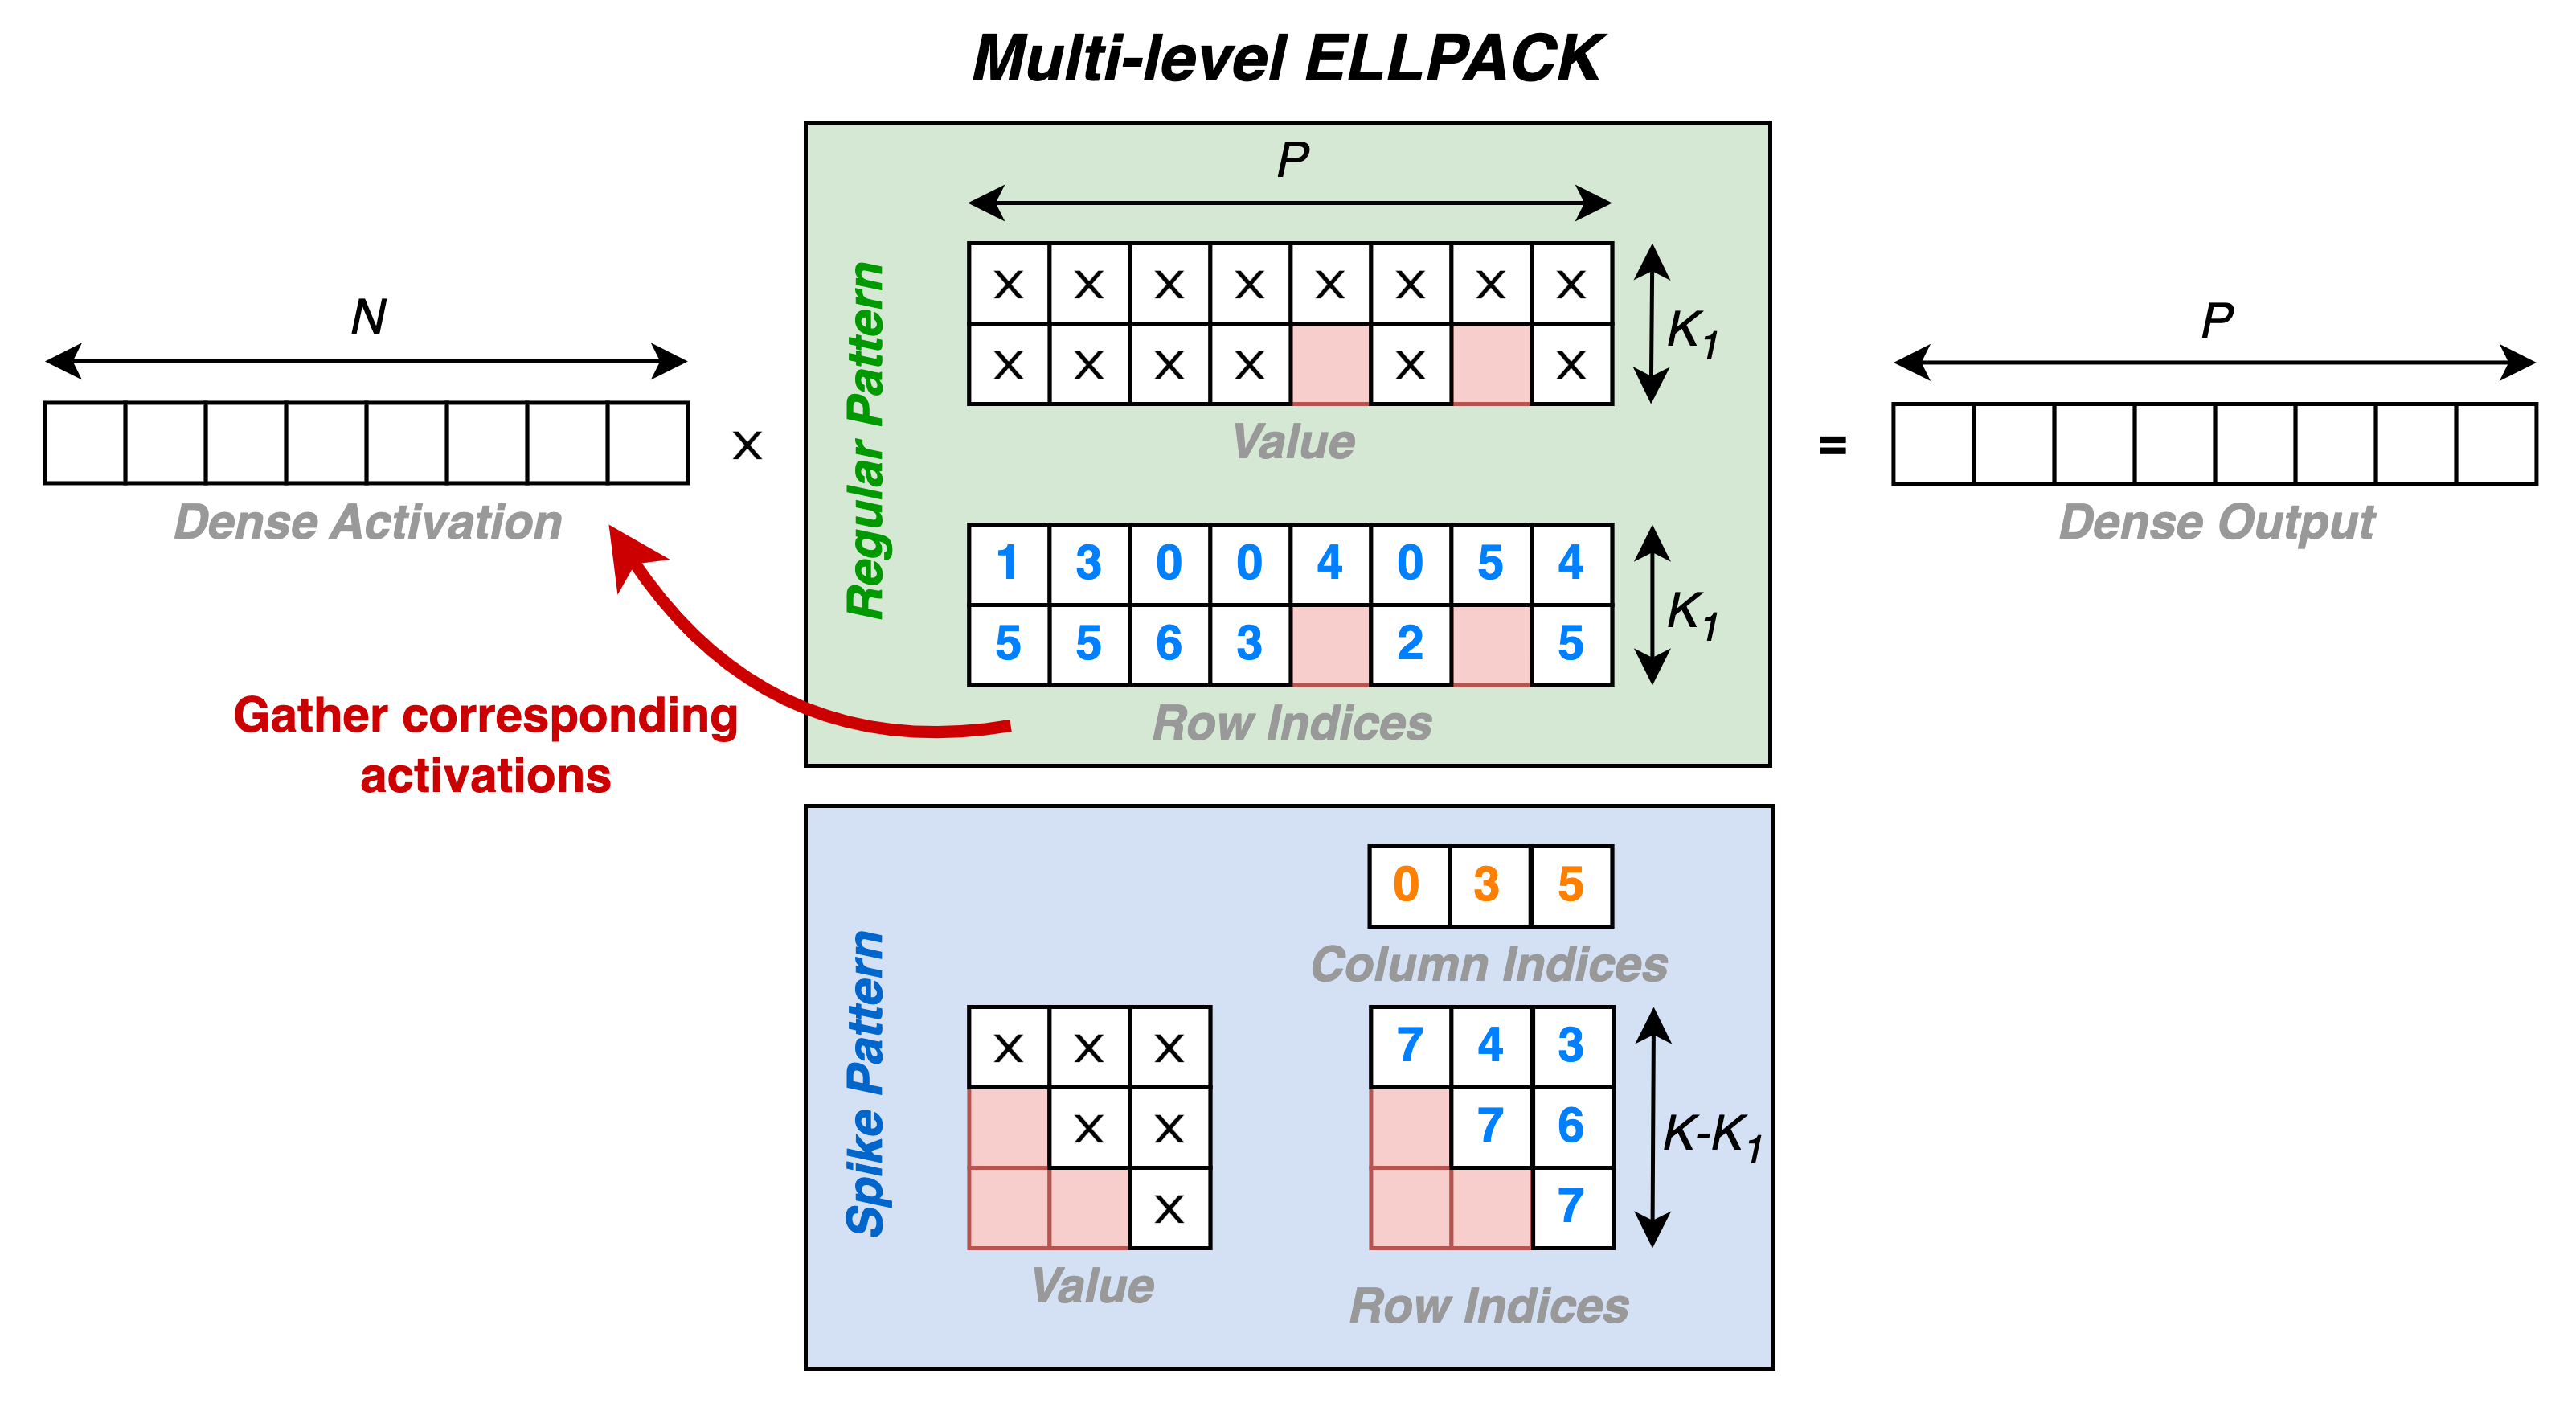 Multi-level ELLPACK
N
Dense Activation
x
Gather corresponding
activations
Regular Pattern
P
x x x x x x x x
x x x x x x
K1
Value
1 3 0 0 4 0 5 4
5 5 6 3 2 5
K1
Row Indices
=
P
Dense Output
Spike Pattern
0 3 5
Column Indices
x x x
x x
x
Value
7 4 3
7 6
7
K-K1
Row Indices